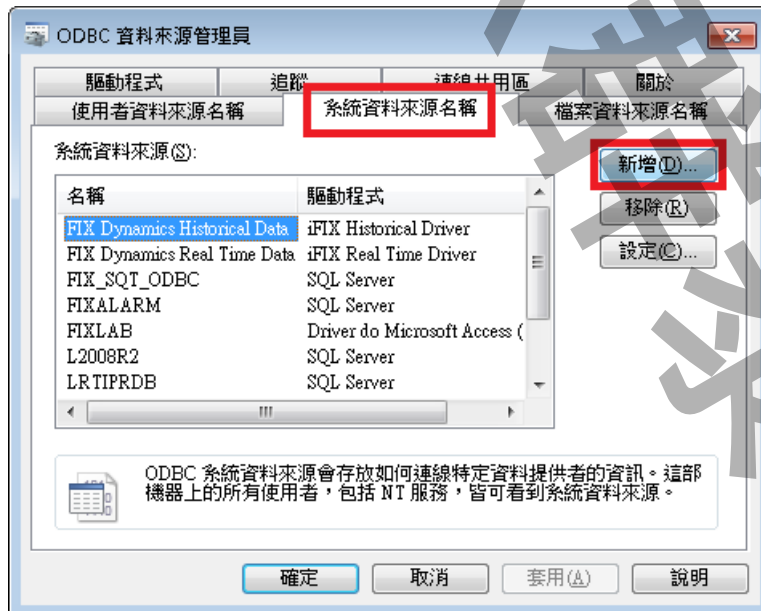 ODBC 資料來源管理員
驅動程式 追蹤 連線共用區 關於
使用者資料來源名稱 系統資料來源名稱 檔案資料來源名稱
系統資料來源(S):
新增(D)...
移除(R)
設定(C)...
名稱 驅動程式
FIX Dynamics Historical Data iFIX Historical Driver
FIX Dynamics Real Time Data iFIX Real Time Driver
FIX_SQT_ODBC SQL Server
FIXALARM SQL Server
FIXLAB Driver do Microsoft Access (
L2008R2 SQL Server
LRTIPRDB SQL Server
ODBC 系統資料來源會存放如何連線特定資料提供者的資訊。這部
機器上的所有使用者，包括 NT 服務，皆可看到系統資料來源。
確定 取消 套用(A) 說明